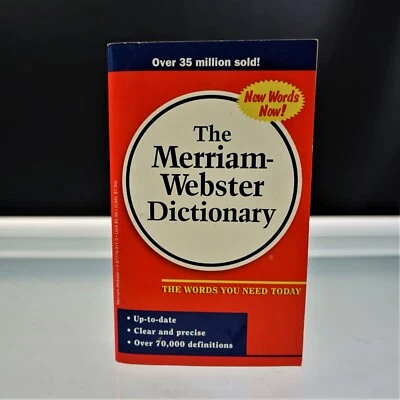 Over 35 million sold!
New Words
Now!
The
Merriam-
Webster
Dictionary
®
THE WORDS YOU NEED TODAY
• Up-to-date
• Clear and precise
• Over 70,000 definitions